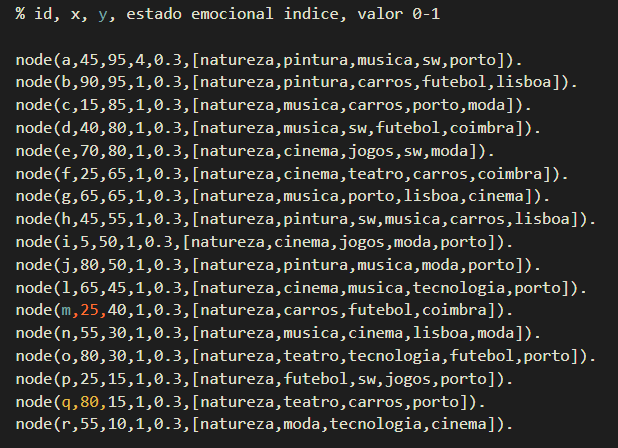 % id, x, y, estado emocional indice, valor 0-1
node(a,45,95,4,0.3,[natureza,pintura,musica,sw,porto]).
node(b,90,95,1,0.3,[natureza,pintura,carros,futebol,lisboa]).
node(c,15,85,1,0.3,[natureza,musica,carros,porto,moda]).
node(d,40,80,1,0.3,[natureza,musica,sw,futebol,coimbra]).
node(e,70,80,1,0.3,[natureza,cinema,jogos,sw,moda]).
node(f,25,65,1,0.3,[natureza,cinema,teatro,carros,coimbra]).
node(g,65,65,1,0.3,[natureza,musica,porto,lisboa,cinema]).
node(h,45,55,1,0.3,[natureza,pintura,sw,musica,carros,lisboa]).
node(i,5,50,1,0.3,[natureza,cinema,jogos,moda,porto]).
node(j,80,50,1,0.3,[natureza,pintura,musica,moda,porto]).
node(l,65,45,1,0.3,[natureza,cinema,musica,tecnologia,porto]).
node(m,25,40,1,0.3,[natureza,carros,futebol,coimbra]).
node(n,55,30,1,0.3,[natureza,musica,cinema,lisboa,moda]).
node(o,80,30,1,0.3,[natureza,teatro,tecnologia,futebol,porto]).
node(p,25,15,1,0.3,[natureza,futebol,sw,jogos,porto]).
node(q,80,15,1,0.3,[natureza,teatro,carros,porto]).
node(r,55,10,1,0.3,[natureza,moda,tecnologia,cinema]).